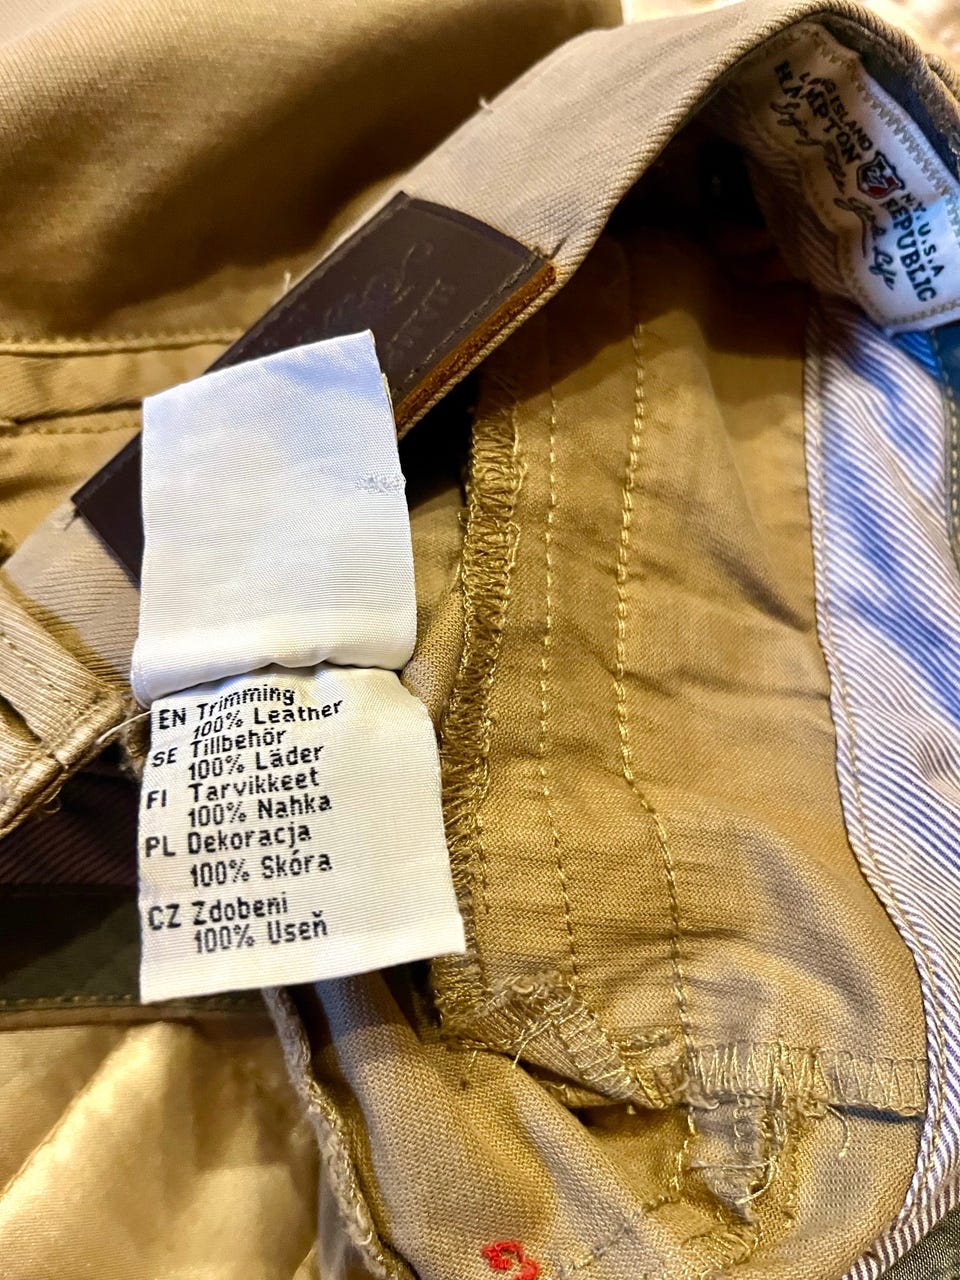 LONG ISLAND N.Y. U.S.A
HAMPTON REPUBLIC
EN Trimming
100% Leather
SE Tillbehör
100% Läder
FI Tarvikkeet
100% Nahka
PL Dekoracja
100% Skóra
CZ Zdobeni
100% Useň